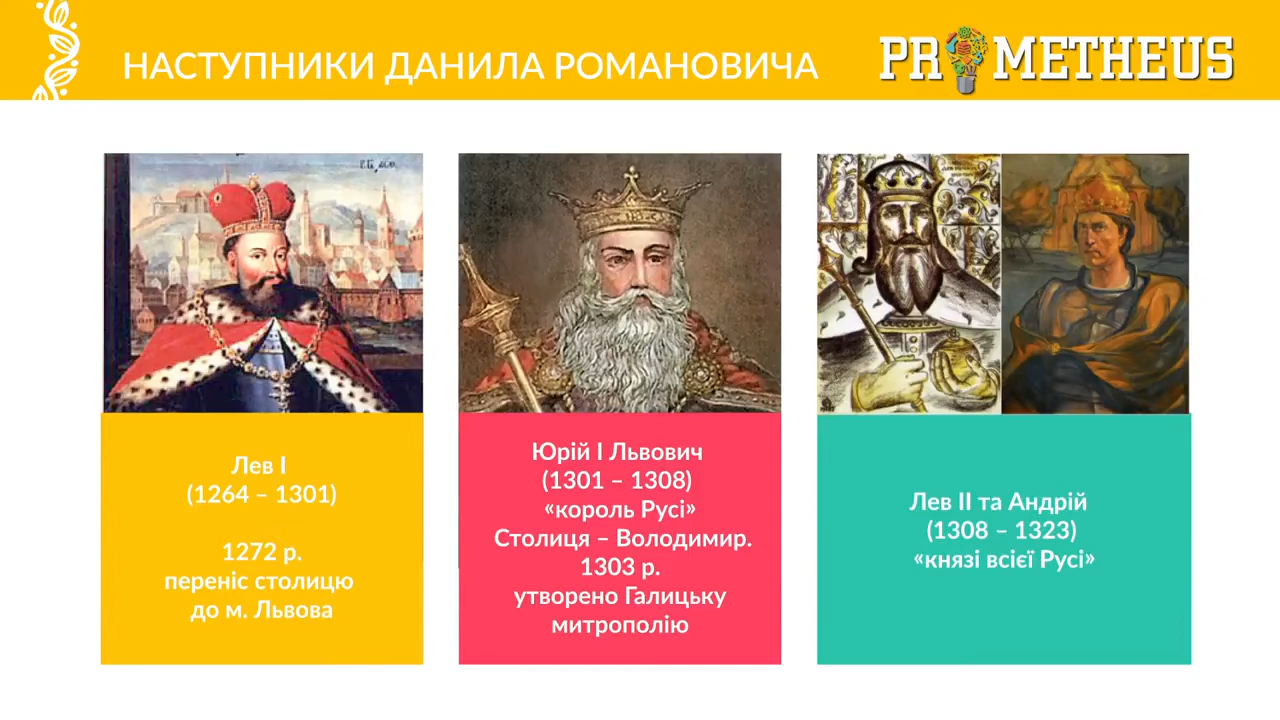 НАСТУПНИКИ ДАНИЛА РОМАНОВИЧА
PROMETHEUS
Лев І
(1264 – 1301)
1272 р.
переніс столицю
до м. Львова
Юрій І Львович
(1301 – 1308)
«король Русі»
Столиця – Володимир.
1303 р.
утворено Галицьку
митрополію
Лев ІІ та Андрій
(1308 – 1323)
«князі всієї Русі»